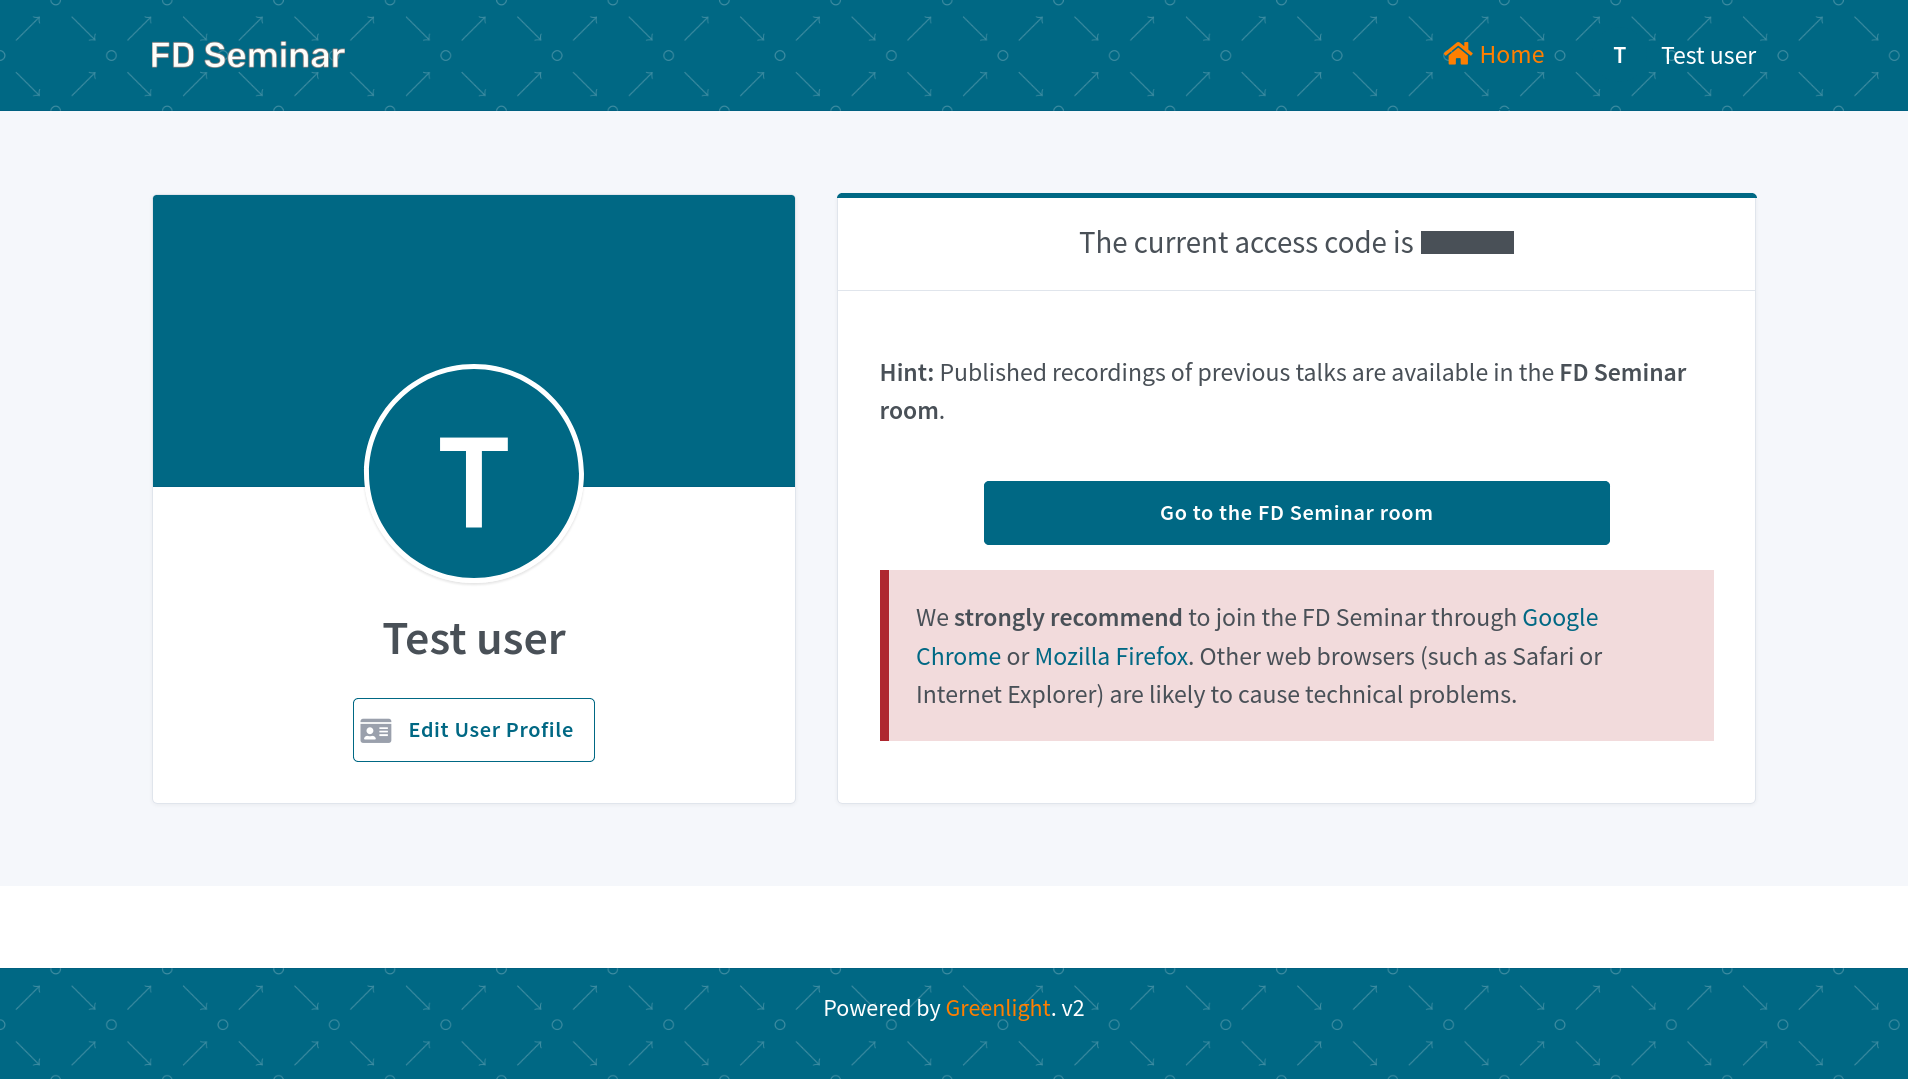 FD Seminar
Home
T
Test user
T
Test user
Edit User Profile
The current access code is
Hint: Published recordings of previous talks are available in the FD Seminar
room.
Go to the FD Seminar room
We strongly recommend to join the FD Seminar through Google
Chrome or Mozilla Firefox. Other web browsers (such as Safari or
Internet Explorer) are likely to cause technical problems.
Powered by Greenlight. v2